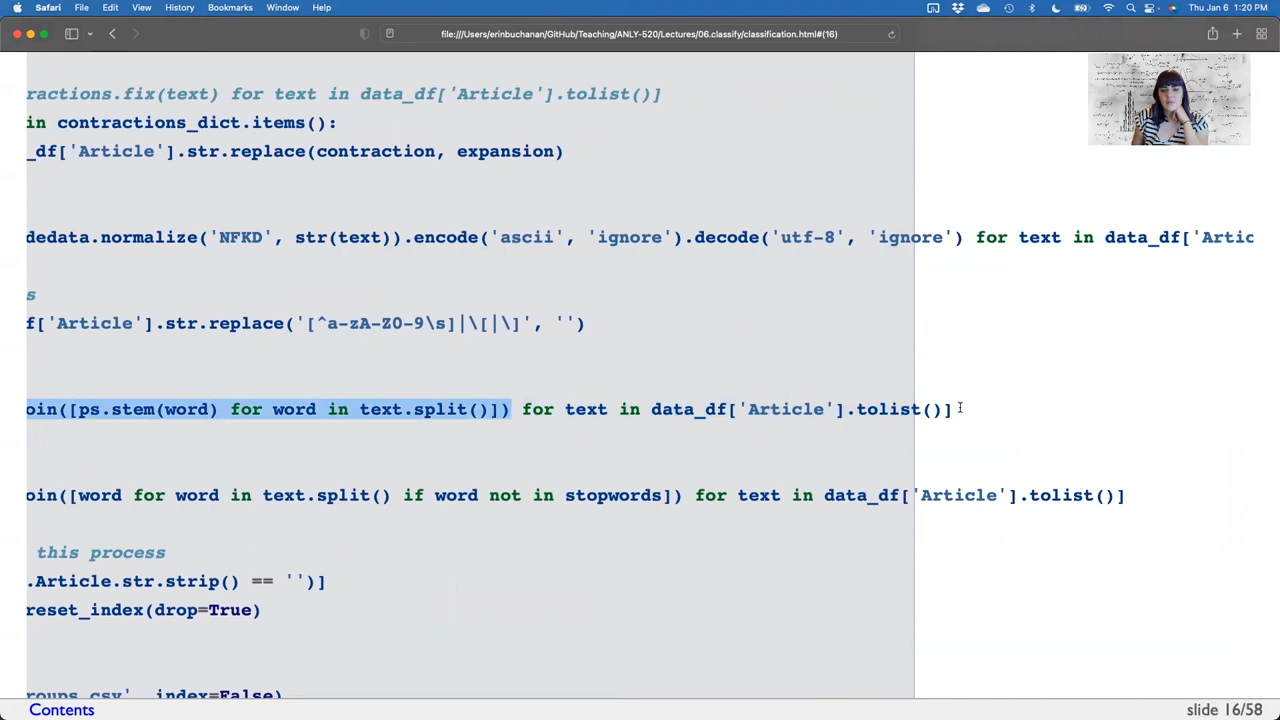 Safari File Edit View History Bookmarks Window Help Thu Jan 6 1:20 PM
file:///Users/erinbuchanan/GitHub/Teaching/ANLY-520/Lectures/06.classify/classification.html#(16)
ractions.fix(text) for text in data_df['Article'].tolist()]
in contractions_dict.items():
_df['Article'].str.replace(contraction, expansion)
dedata.normalize('NFKD', str(text)).encode('ascii', 'ignore').decode('utf-8', 'ignore') for text in data_df['Artic
s
f['Article'].str.replace('[^a-zA-Z0-9\s]|\[|\]', '')
oin([ps.stem(word) for word in text.split()]) for text in data_df['Article'].tolist()]
oin([word for word in text.split() if word not in stopwords]) for text in data_df['Article'].tolist()]
this process
.Article.str.strip() == '')]
reset_index(drop=True)
roups.csv', index=False)
Contents
slide 16/58